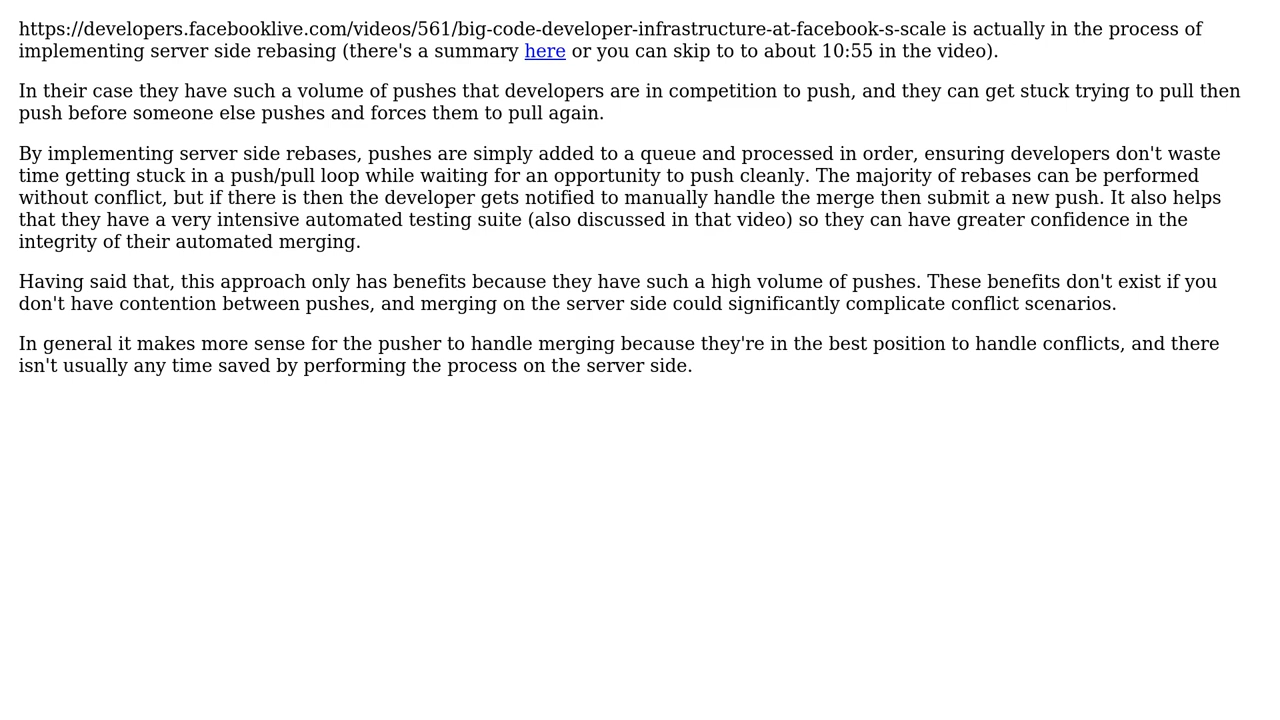 https://developers.facebooklive.com/videos/561/big-code-developer-infrastructure-at-facebook-s-scale is actually in the process of
implementing server side rebasing (there's a summary here or you can skip to to about 10:55 in the video).
In their case they have such a volume of pushes that developers are in competition to push, and they can get stuck trying to pull then
push before someone else pushes and forces them to pull again.
By implementing server side rebases, pushes are simply added to a queue and processed in order, ensuring developers don't waste
time getting stuck in a push/pull loop while waiting for an opportunity to push cleanly. The majority of rebases can be performed
without conflict, but if there is then the developer gets notified to manually handle the merge then submit a new push. It also helps
that they have a very intensive automated testing suite (also discussed in that video) so they can have greater confidence in the
integrity of their automated merging.
Having said that, this approach only has benefits because they have such a high volume of pushes. These benefits don't exist if you
don't have contention between pushes, and merging on the server side could significantly complicate conflict scenarios.
In general it makes more sense for the pusher to handle merging because they're in the best position to handle conflicts, and there
isn't usually any time saved by performing the process on the server side.